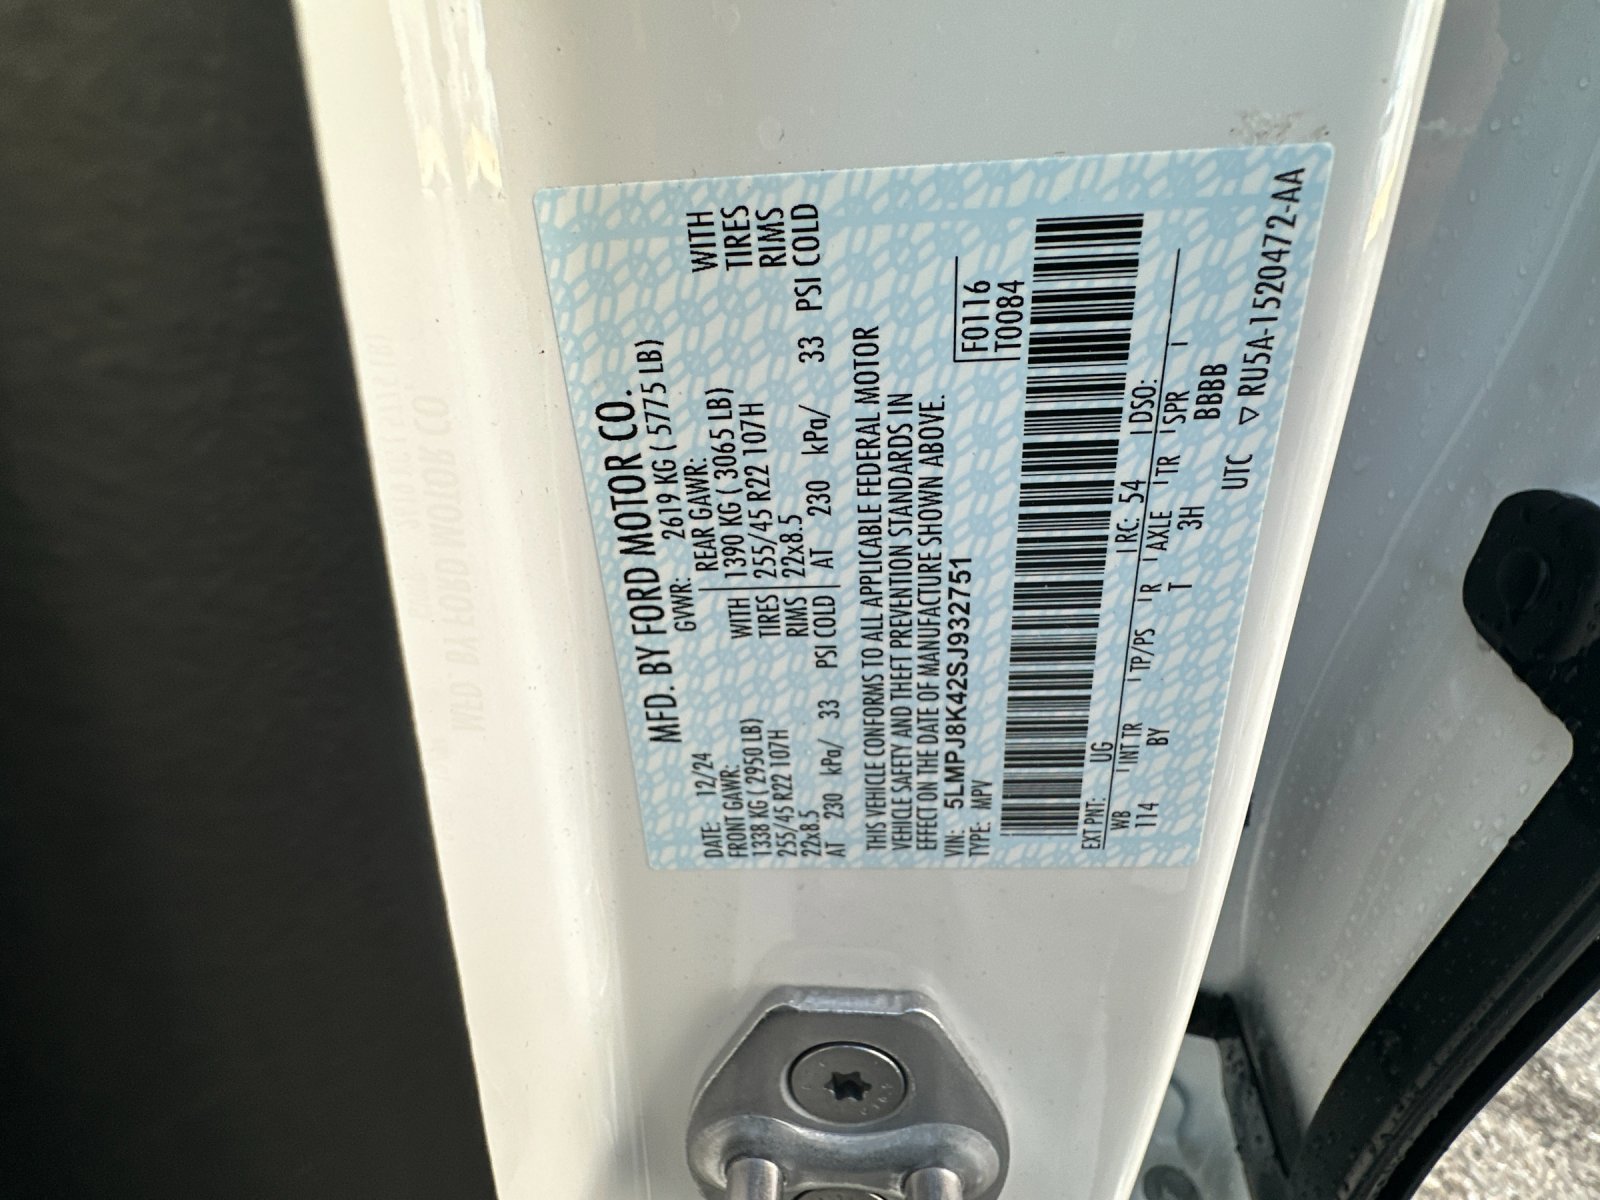 MFD. BY FORD MOTOR CO.
DATE: 12/24 GVWR: 2619 KG ( 5775 LB)
FRONT GAWR: REAR GAWR:
1338 KG ( 2950 LB) WITH 1390 KG ( 3065 LB) WITH
255/45 R22 107H TIRES 255/45 R22 107H TIRES
22x8.5 RIMS 22x8.5 RIMS
AT 230 kPa/ 33 PSI COLD AT 230 kPa/ 33 PSI COLD
THIS VEHICLE CONFORMS TO ALL APPLICABLE FEDERAL MOTOR
VEHICLE SAFETY AND THEFT PREVENTION STANDARDS IN
EFFECT ON THE DATE OF MANUFACTURE SHOWN ABOVE.
VIN: 5LMPJ8K42SJ932751 F0116
TYPE: MPV T0084
EXT PNT: UG RC: 54 DSO:
WB INT TR TP/PS R AXLE TR SPR
114 BY T 3H BBBB
UTC ▽ RU5A-1520472-AA